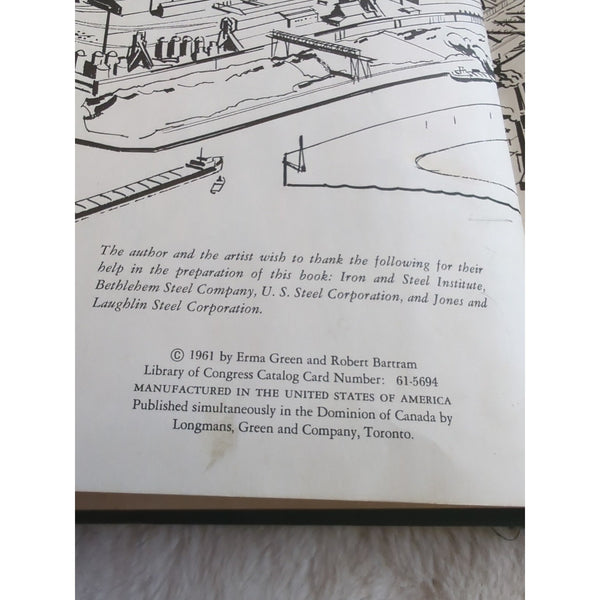 The author and the artist wish to thank the following for their
help in the preparation of this book: Iron and Steel Institute,
Bethlehem Steel Company, U. S. Steel Corporation, and Jones and
Laughlin Steel Corporation.
© 1961 by Erma Green and Robert Bartram
Library of Congress Catalog Card Number: 61-5694
MANUFACTURED IN THE UNITED STATES OF AMERICA
Published simultaneously in the Dominion of Canada by
Longmans, Green and Company, Toronto.